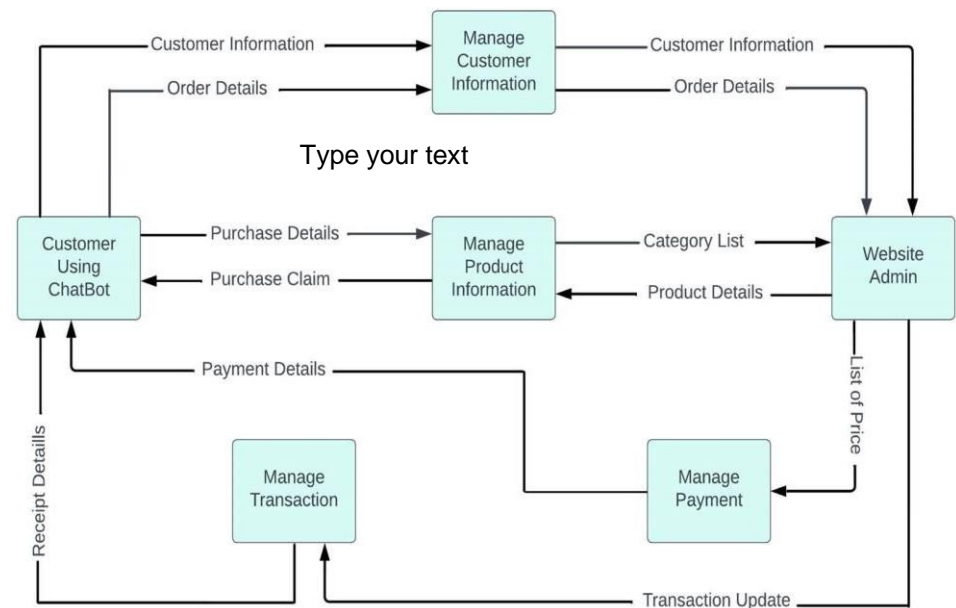 Customer Information
Manage
Customer
Information
Customer Information
Order Details
Order Details
Type your text
Customer
Using
ChatBot
Purchase Details
Purchase Claim
Manage
Product
Information
Category List
Product Details
Website
Admin
Payment Details
List of Price
Receipt Detaills
Manage
Transaction
Manage
Payment
Transaction Update